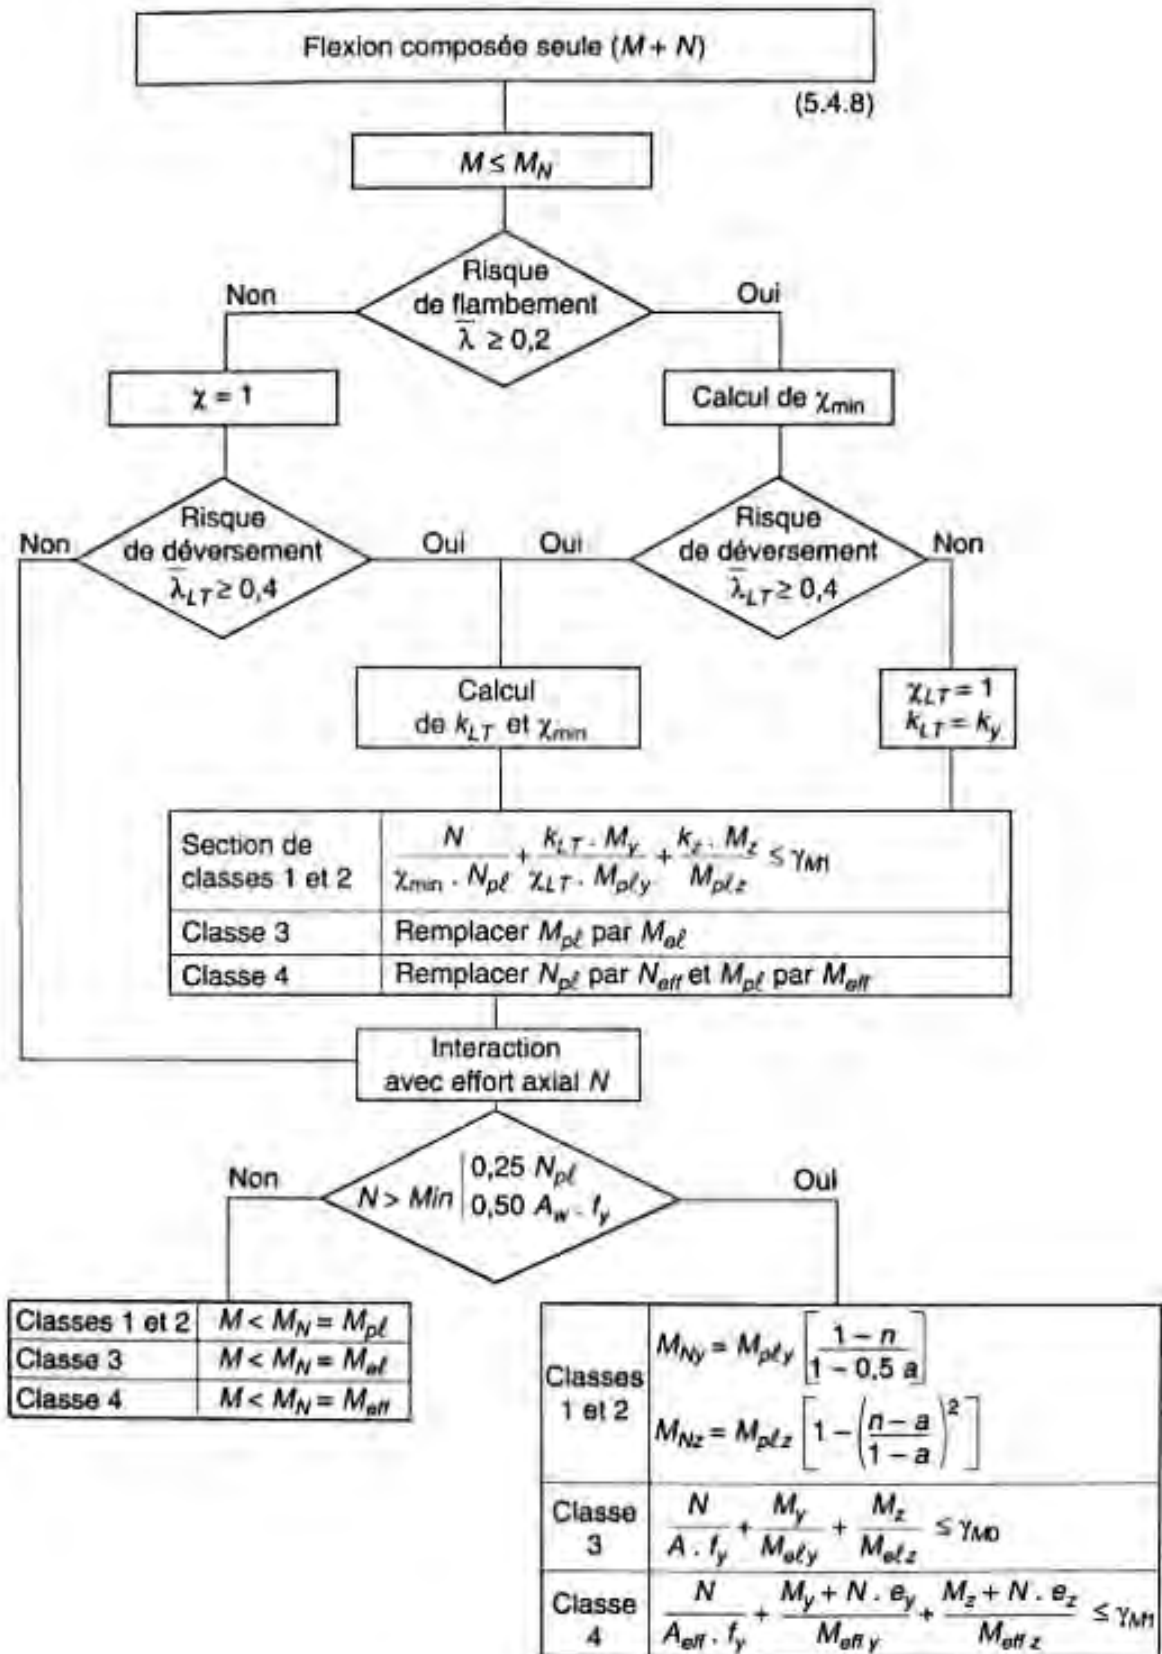 Flexion composée seule (M + N)
(5.4.8)
M ≤ M_N
Risque
de flambement
λ̅ ≥ 0,2
Non
Oui
χ = 1
Calcul de χ_min
Risque
de déversement
λ̅_LT ≥ 0,4
Non
Oui
Oui
Risque
de déversement
λ̅_LT ≥ 0,4
Non
Calcul
de k_LT et χ_min
χ_LT = 1
k_LT = k_y
Section de
classes 1 et 2
N / (χ_min . N_pℓ) + (k_LT . M_y) / (χ_LT . M_pℓy) + (k_z . M_z) / M_pℓz ≤ γ_M1
Classe 3
Remplacer M_pℓ par M_eℓ
Classe 4
Remplacer N_pℓ par N_eff et M_pℓ par M_eff
Interaction
avec effort axial N
N > Min | 0,25 N_pℓ
0,50 A_w . f_y
Non
Oui
Classes 1 et 2
M < M_N = M_pℓ
Classe 3
M < M_N = M_eℓ
Classe 4
M < M_N = M_eff
Classes
1 et 2
M_Ny = M_pℓy [(1 – n) / (1 – 0,5 a)]
M_Nz = M_pℓz [1 – ((n – a) / (1 – a))²]
Classe
3
N / (A . f_y) + M_y / M_eℓy + M_z / M_eℓz ≤ γ_M0
Classe
4
N / (A_eff . f_y) + (M_y + N . e_y) / M_eff y + (M_z + N . e_z) / M_eff z ≤ γ_M1